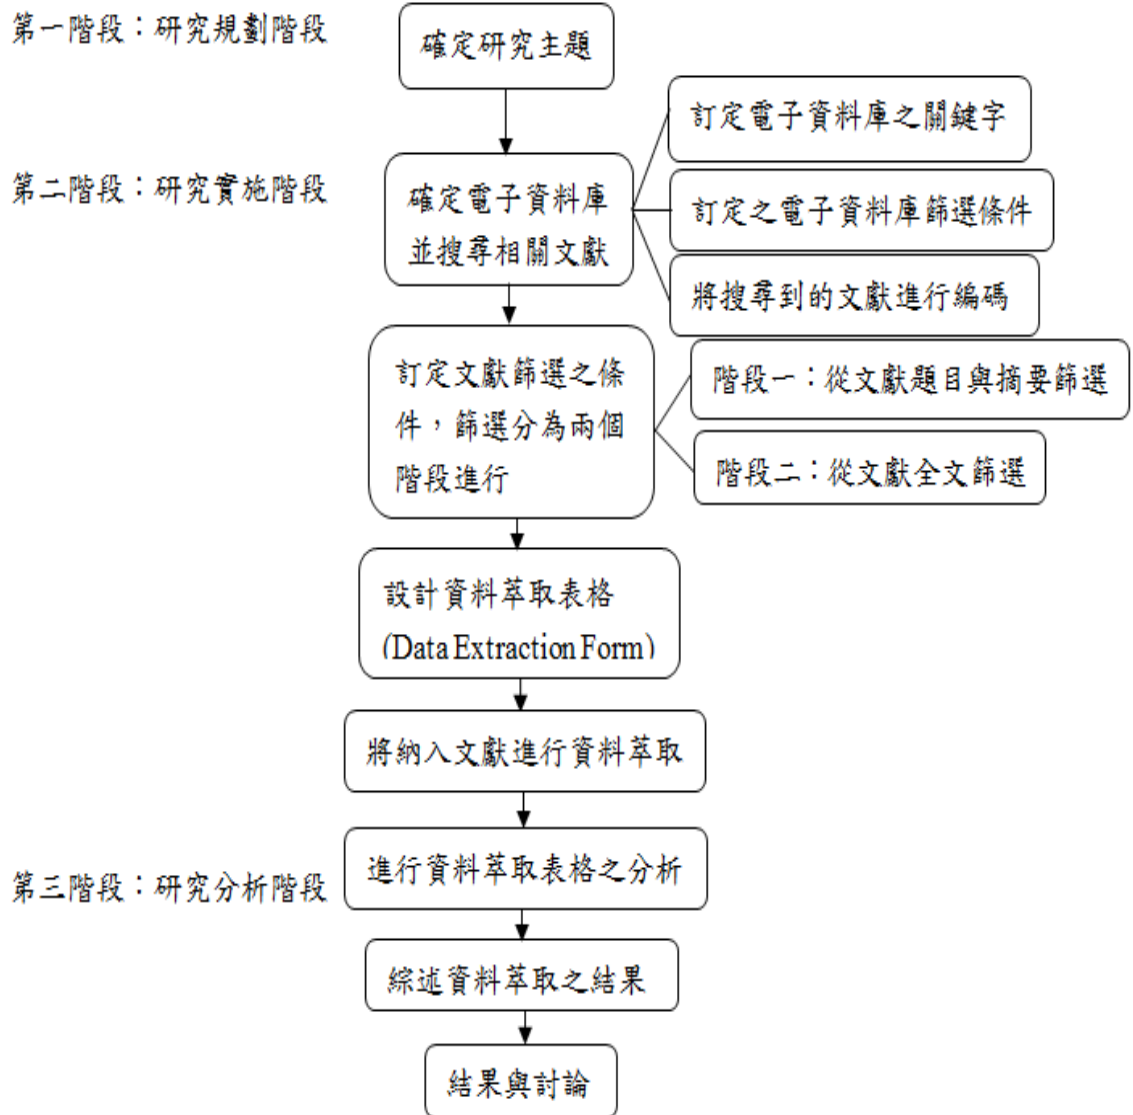 第一階段：研究規劃階段
確定研究主題
訂定電子資料庫之關鍵字
第二階段：研究實施階段
確定電子資料庫
並搜尋相關文獻
訂定之電子資料庫篩選條件
將搜尋到的文獻進行編碼
訂定文獻篩選之條
件，篩選分為兩個
階段進行
階段一：從文獻題目與摘要篩選
階段二：從文獻全文篩選
設計資料萃取表格
(Data Extraction Form)
將納入文獻進行資料萃取
第三階段：研究分析階段
進行資料萃取表格之分析
綜述資料萃取之結果
結果與討論